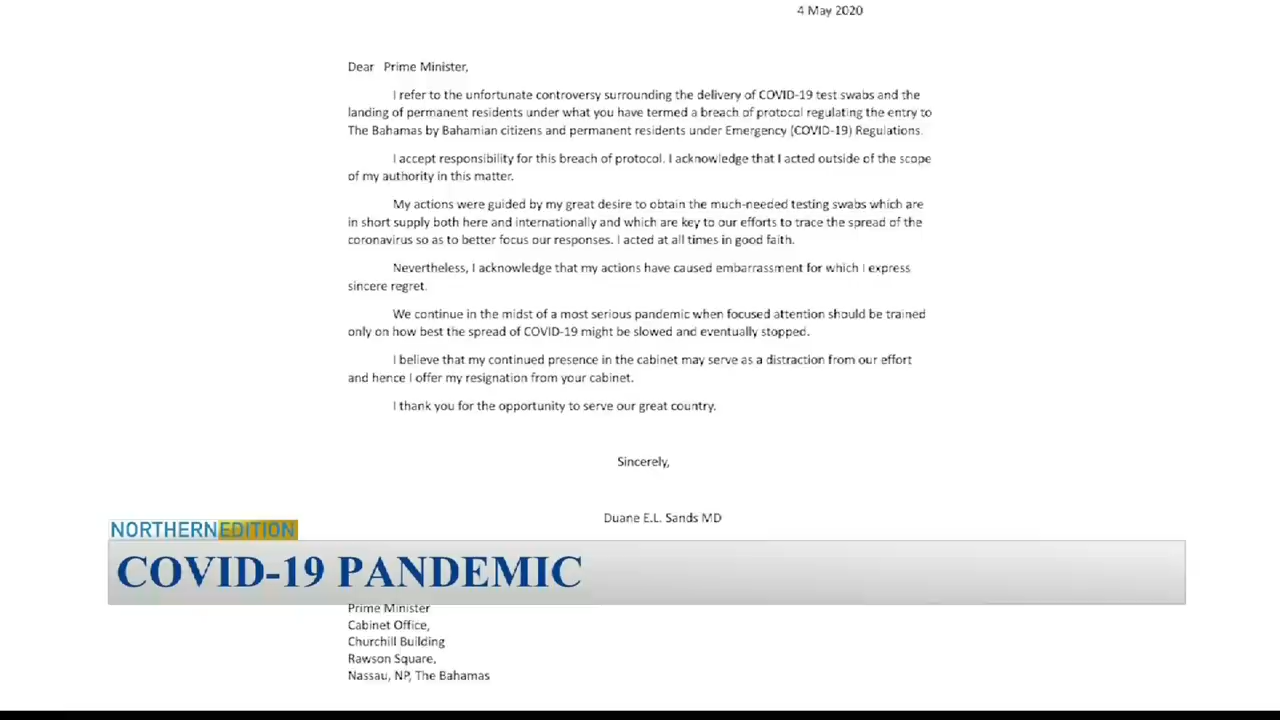 4 May 2020
Dear Prime Minister,
I refer to the unfortunate controversy surrounding the delivery of COVID-19 test swabs and the
landing of permanent residents under what you have termed a breach of protocol regulating the entry to
The Bahamas by Bahamian citizens and permanent residents under Emergency (COVID-19) Regulations.
I accept responsibility for this breach of protocol. I acknowledge that I acted outside of the scope
of my authority in this matter.
My actions were guided by my great desire to obtain the much-needed testing swabs which are
in short supply both here and internationally and which are key to our efforts to trace the spread of the
coronavirus so as to better focus our responses. I acted at all times in good faith.
Nevertheless, I acknowledge that my actions have caused embarrassment for which I express
sincere regret.
We continue in the midst of a most serious pandemic when focused attention should be trained
only on how best the spread of COVID-19 might be slowed and eventually stopped.
I believe that my continued presence in the cabinet may serve as a distraction from our effort
and hence I offer my resignation from your cabinet.
I thank you for the opportunity to serve our great country.
Sincerely,
Duane E.L. Sands MD
NORTHERNEDITION
COVID-19 PANDEMIC
Prime Minister
Cabinet Office,
Churchill Building
Rawson Square,
Nassau, NP, The Bahamas